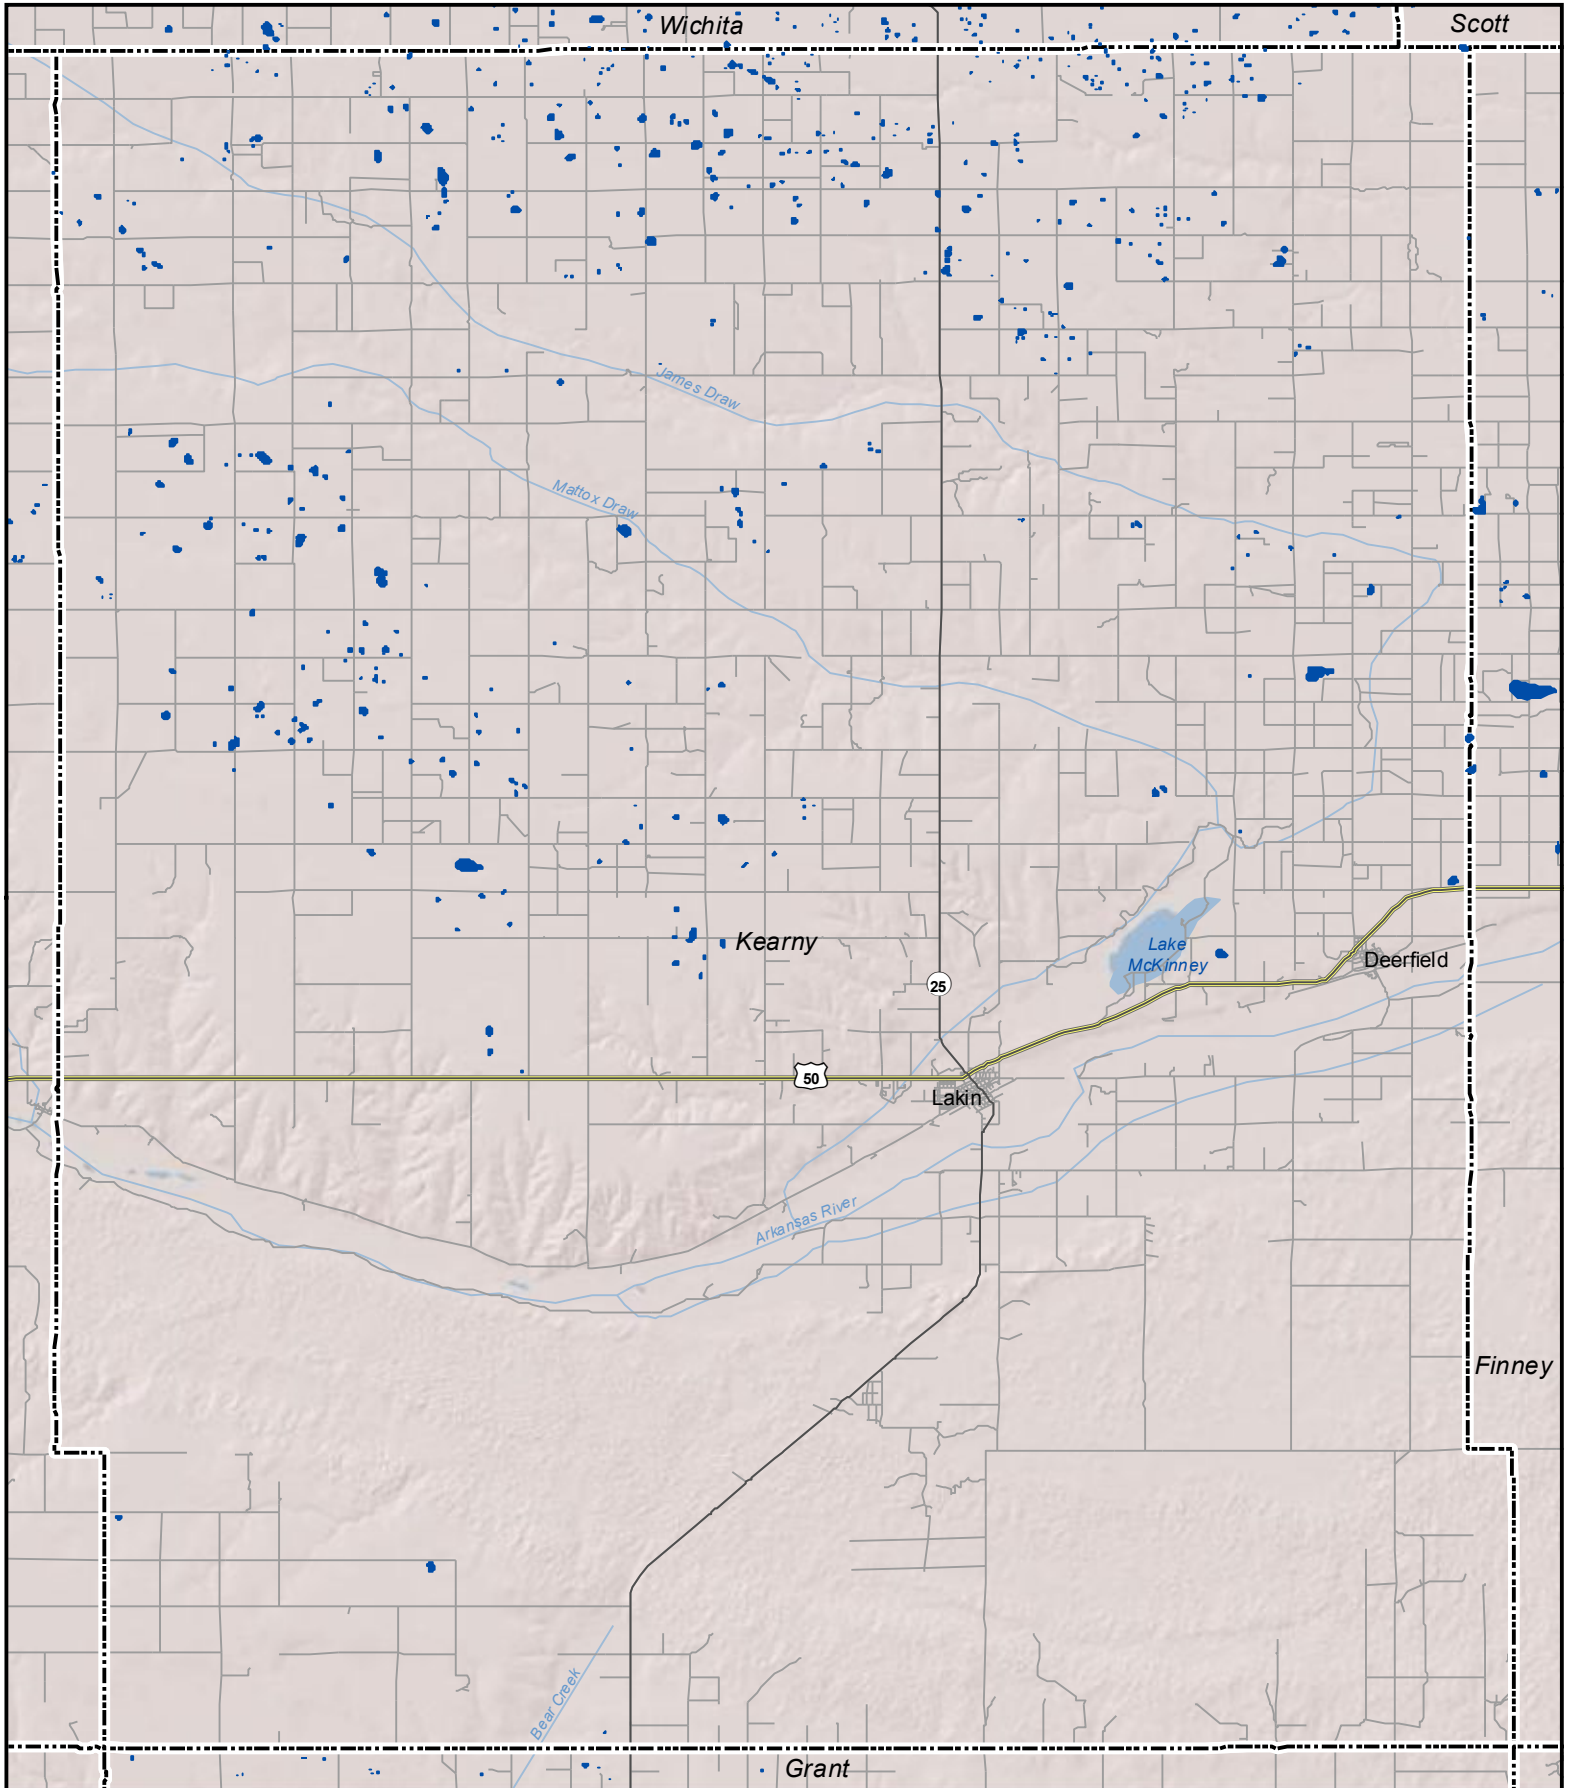 Wichita
Scott
James Draw
Mattox Draw
Kearny
Lake
McKinney
Deerfield
25
50
Lakin
Arkansas River
Finney
Bear Creek
Grant